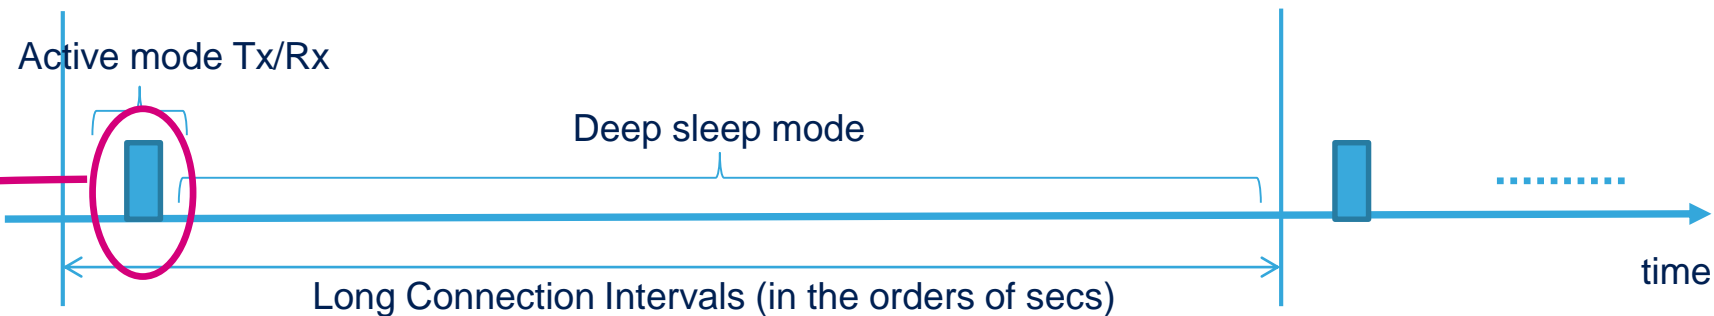 Active mode Tx/Rx
Deep sleep mode
time
Long Connection Intervals (in the orders of secs)